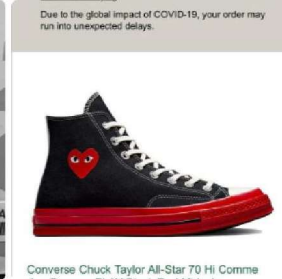 Due to the global impact of COVID-19, your order may
run into unexpected delays.
Converse Chuck Taylor All-Star 70 Hi Comme